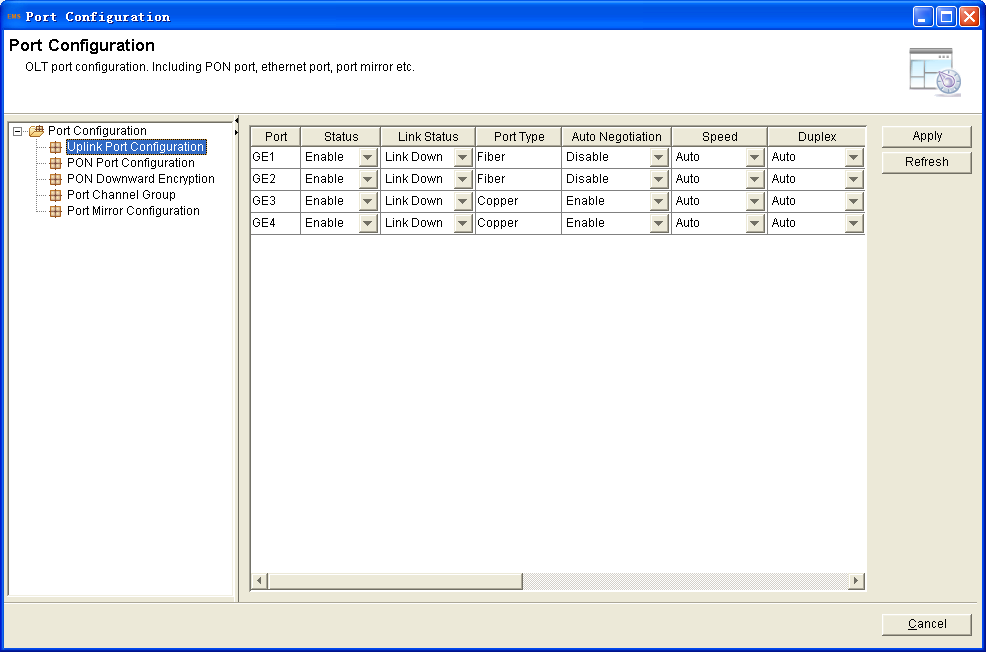 EMS Port Configuration
Port Configuration
OLT port configuration. Including PON port, ethernet port, port mirror etc.
Port Configuration
Uplink Port Configuration
PON Port Configuration
PON Downward Encryption
Port Channel Group
Port Mirror Configuration
Port Status Link Status Port Type Auto Negotiation Speed Duplex
GE1 Enable Link Down Fiber Disable Auto Auto
GE2 Enable Link Down Fiber Disable Auto Auto
GE3 Enable Link Down Copper Enable Auto Auto
GE4 Enable Link Down Copper Enable Auto Auto
Apply
Refresh
Cancel